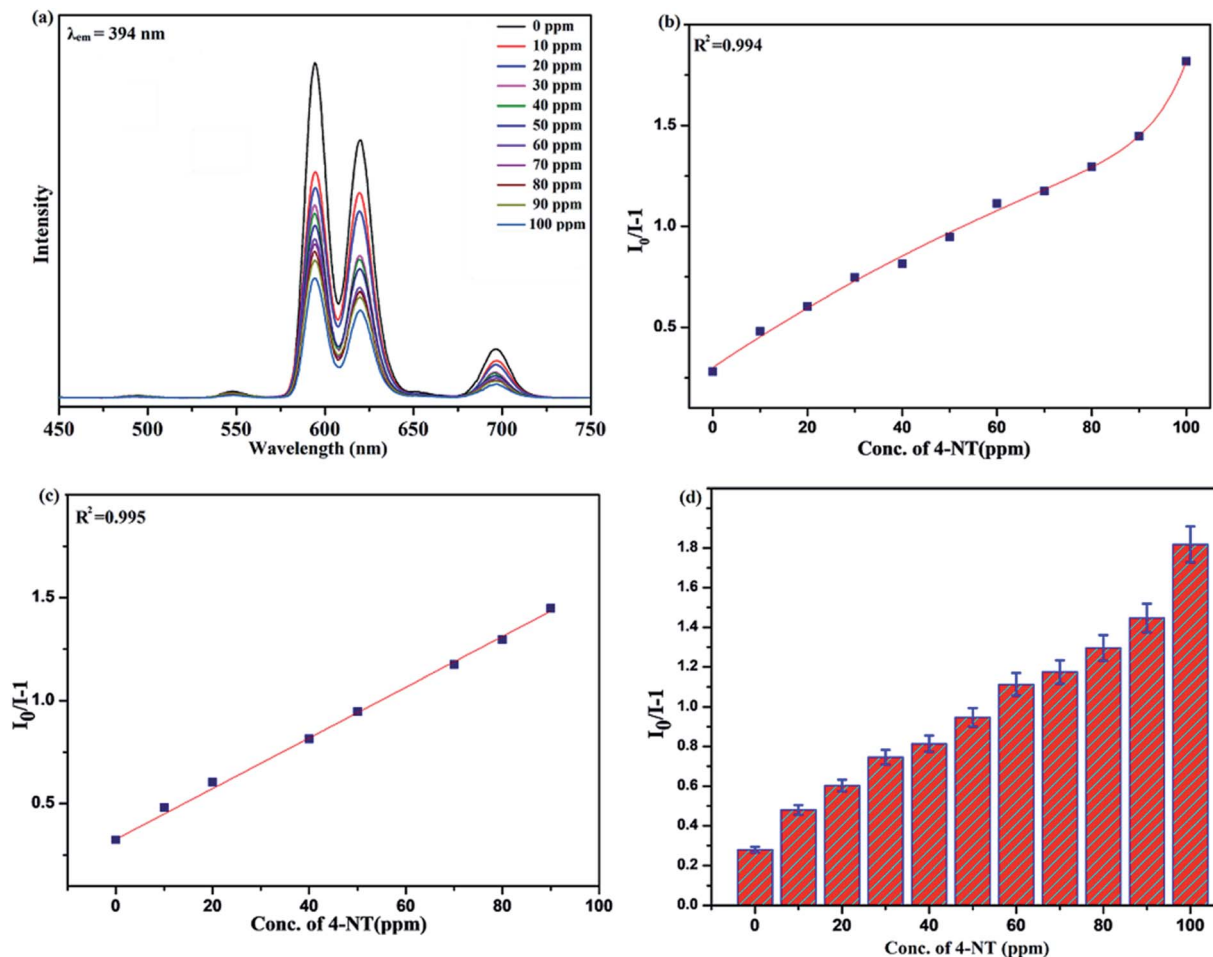 (a)
λem = 394 nm
0 ppm
10 ppm
20 ppm
30 ppm
40 ppm
50 ppm
60 ppm
70 ppm
80 ppm
90 ppm
100 ppm
Intensity
450 500 550 600 650 700 750
Wavelength (nm)
(b)
R²=0.994
I₀/I-1
1.5
1.0
0.5
0 20 40 60 80 100
Conc. of 4-NT(ppm)
(c)
R²=0.995
I₀/I-1
1.5
1.0
0.5
0 20 40 60 80 100
Conc. of 4-NT(ppm)
(d)
I₀/I-1
1.8
1.6
1.4
1.2
1.0
0.8
0.6
0.4
0.2
0.0
0 20 40 60 80 100
Conc. of 4-NT (ppm)